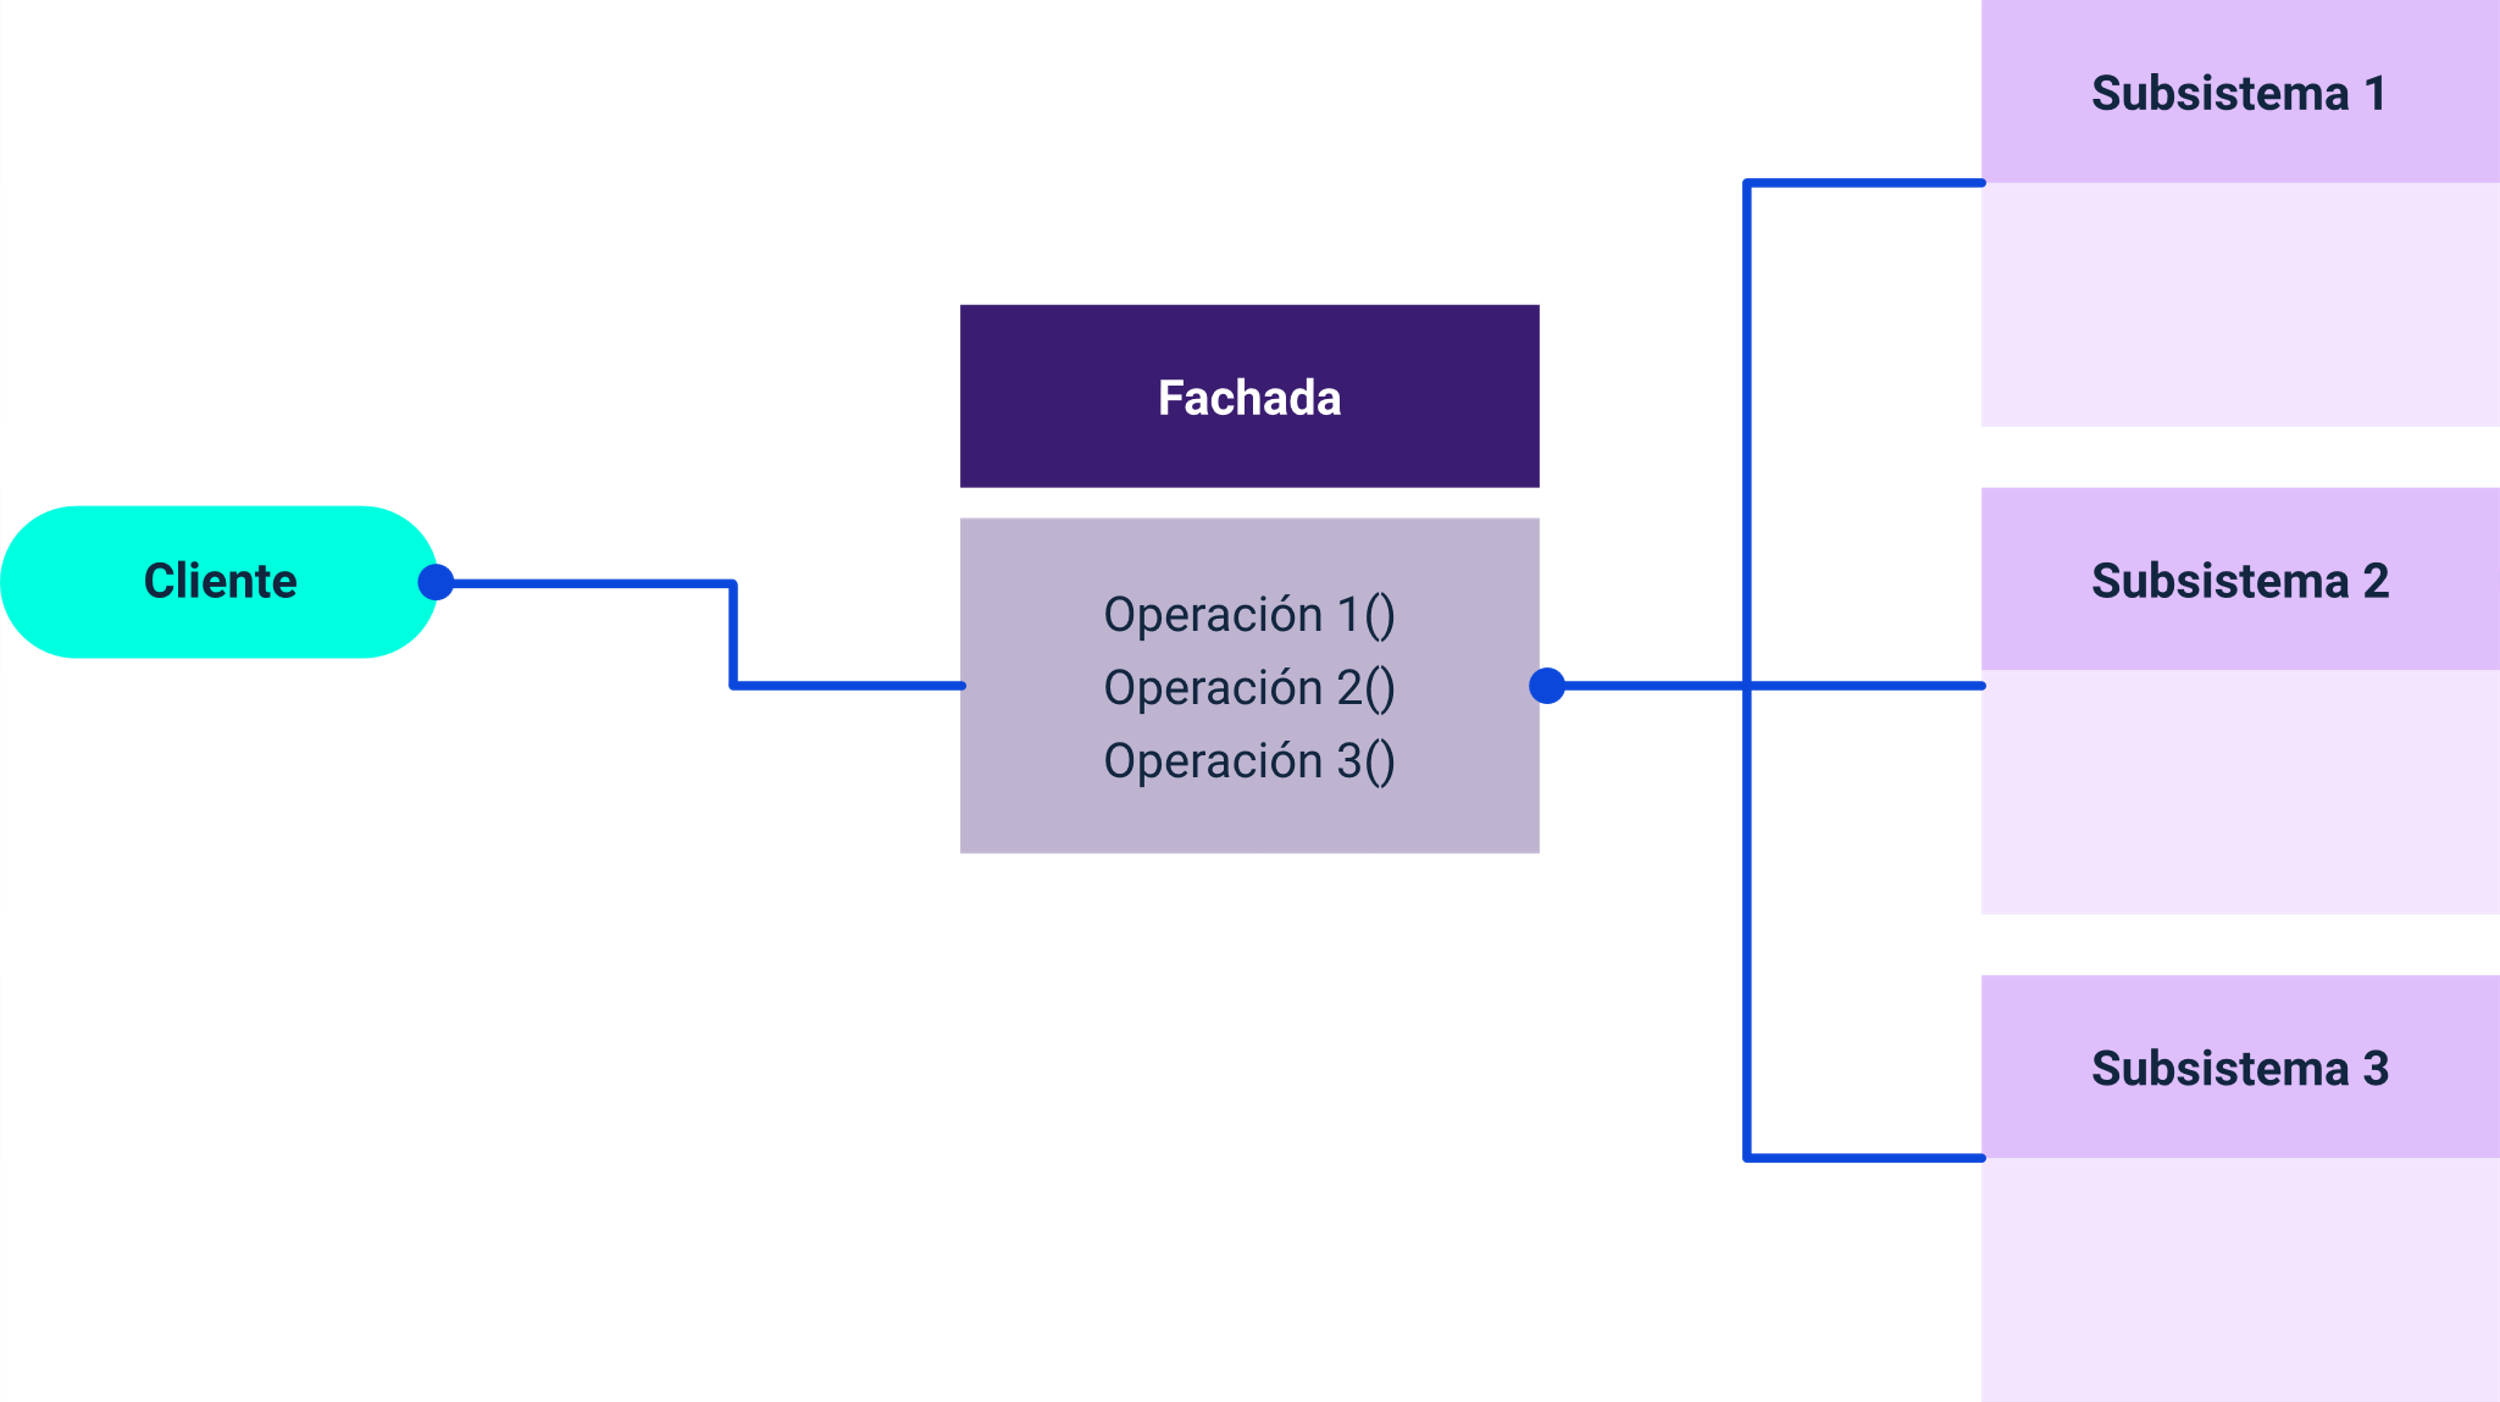 Cliente
Fachada
Operación 1()
Operación 2()
Operación 3()
Subsistema 1
Subsistema 2
Subsistema 3